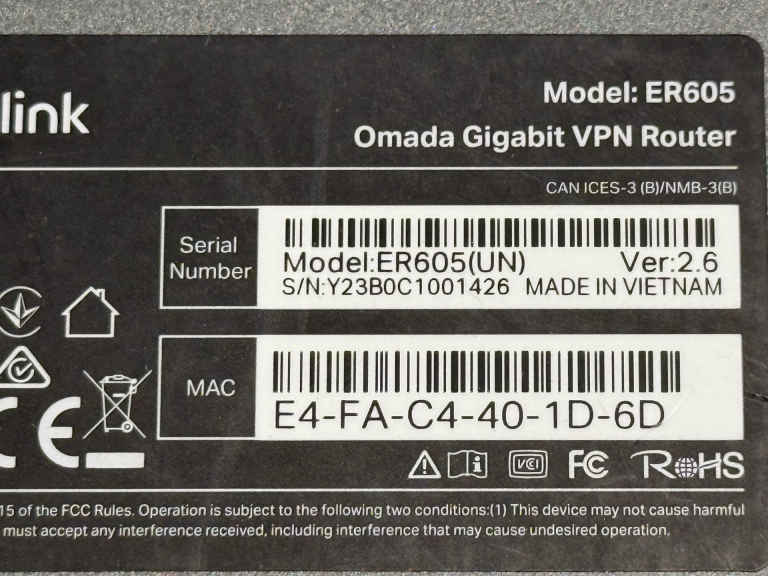 link
Model: ER605
Omada Gigabit VPN Router
CAN ICES-3 (B)/NMB-3(B)
Serial Number
Model:ER605(UN) Ver:2.6
S/N:Y23B0C1001426 MADE IN VIETNAM
MAC
E4-FA-C4-40-1D-6D
VCCI
FC
RoHS
15 of the FCC Rules. Operation is subject to the following two conditions:(1) This device may not cause harmful
must accept any interference received, including interference that may cause undesired operation.